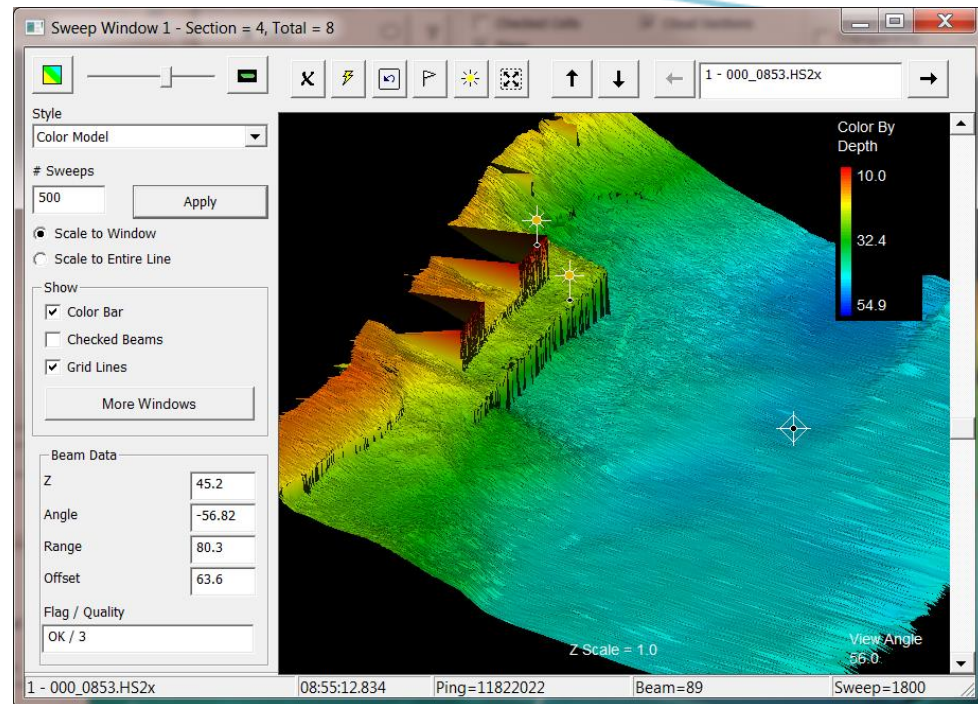 Sweep Window 1 - Section = 4, Total = 8
1 - 000_0853.HS2x
Style
Color Model
# Sweeps
500
Apply
Scale to Window
Scale to Entire Line
Show
Color Bar
Checked Beams
Grid Lines
More Windows
Beam Data
Z
45.2
Angle
-56.82
Range
80.3
Offset
63.6
Flag / Quality
OK / 3
Color By
Depth
10.0
32.4
54.9
Z Scale = 1.0
View Angle
56.0
1 - 000_0853.HS2x 08:55:12.834 Ping=11822022 Beam=89 Sweep=1800